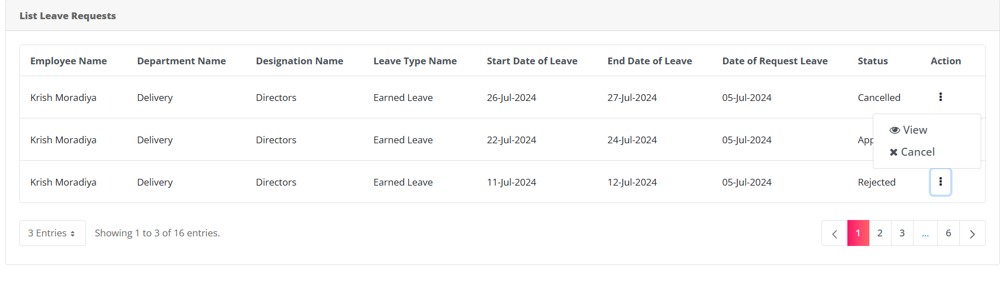 List Leave Requests
Employee Name Department Name Designation Name Leave Type Name Start Date of Leave End Date of Leave Date of Request Leave Status Action
Krish Moradiya Delivery Directors Earned Leave 26-Jul-2024 27-Jul-2024 05-Jul-2024 Cancelled
View
Krish Moradiya Delivery Directors Earned Leave 22-Jul-2024 24-Jul-2024 05-Jul-2024 App
Cancel
Krish Moradiya Delivery Directors Earned Leave 11-Jul-2024 12-Jul-2024 05-Jul-2024 Rejected
3 Entries Showing 1 to 3 of 16 entries. 1 2 3 ... 6